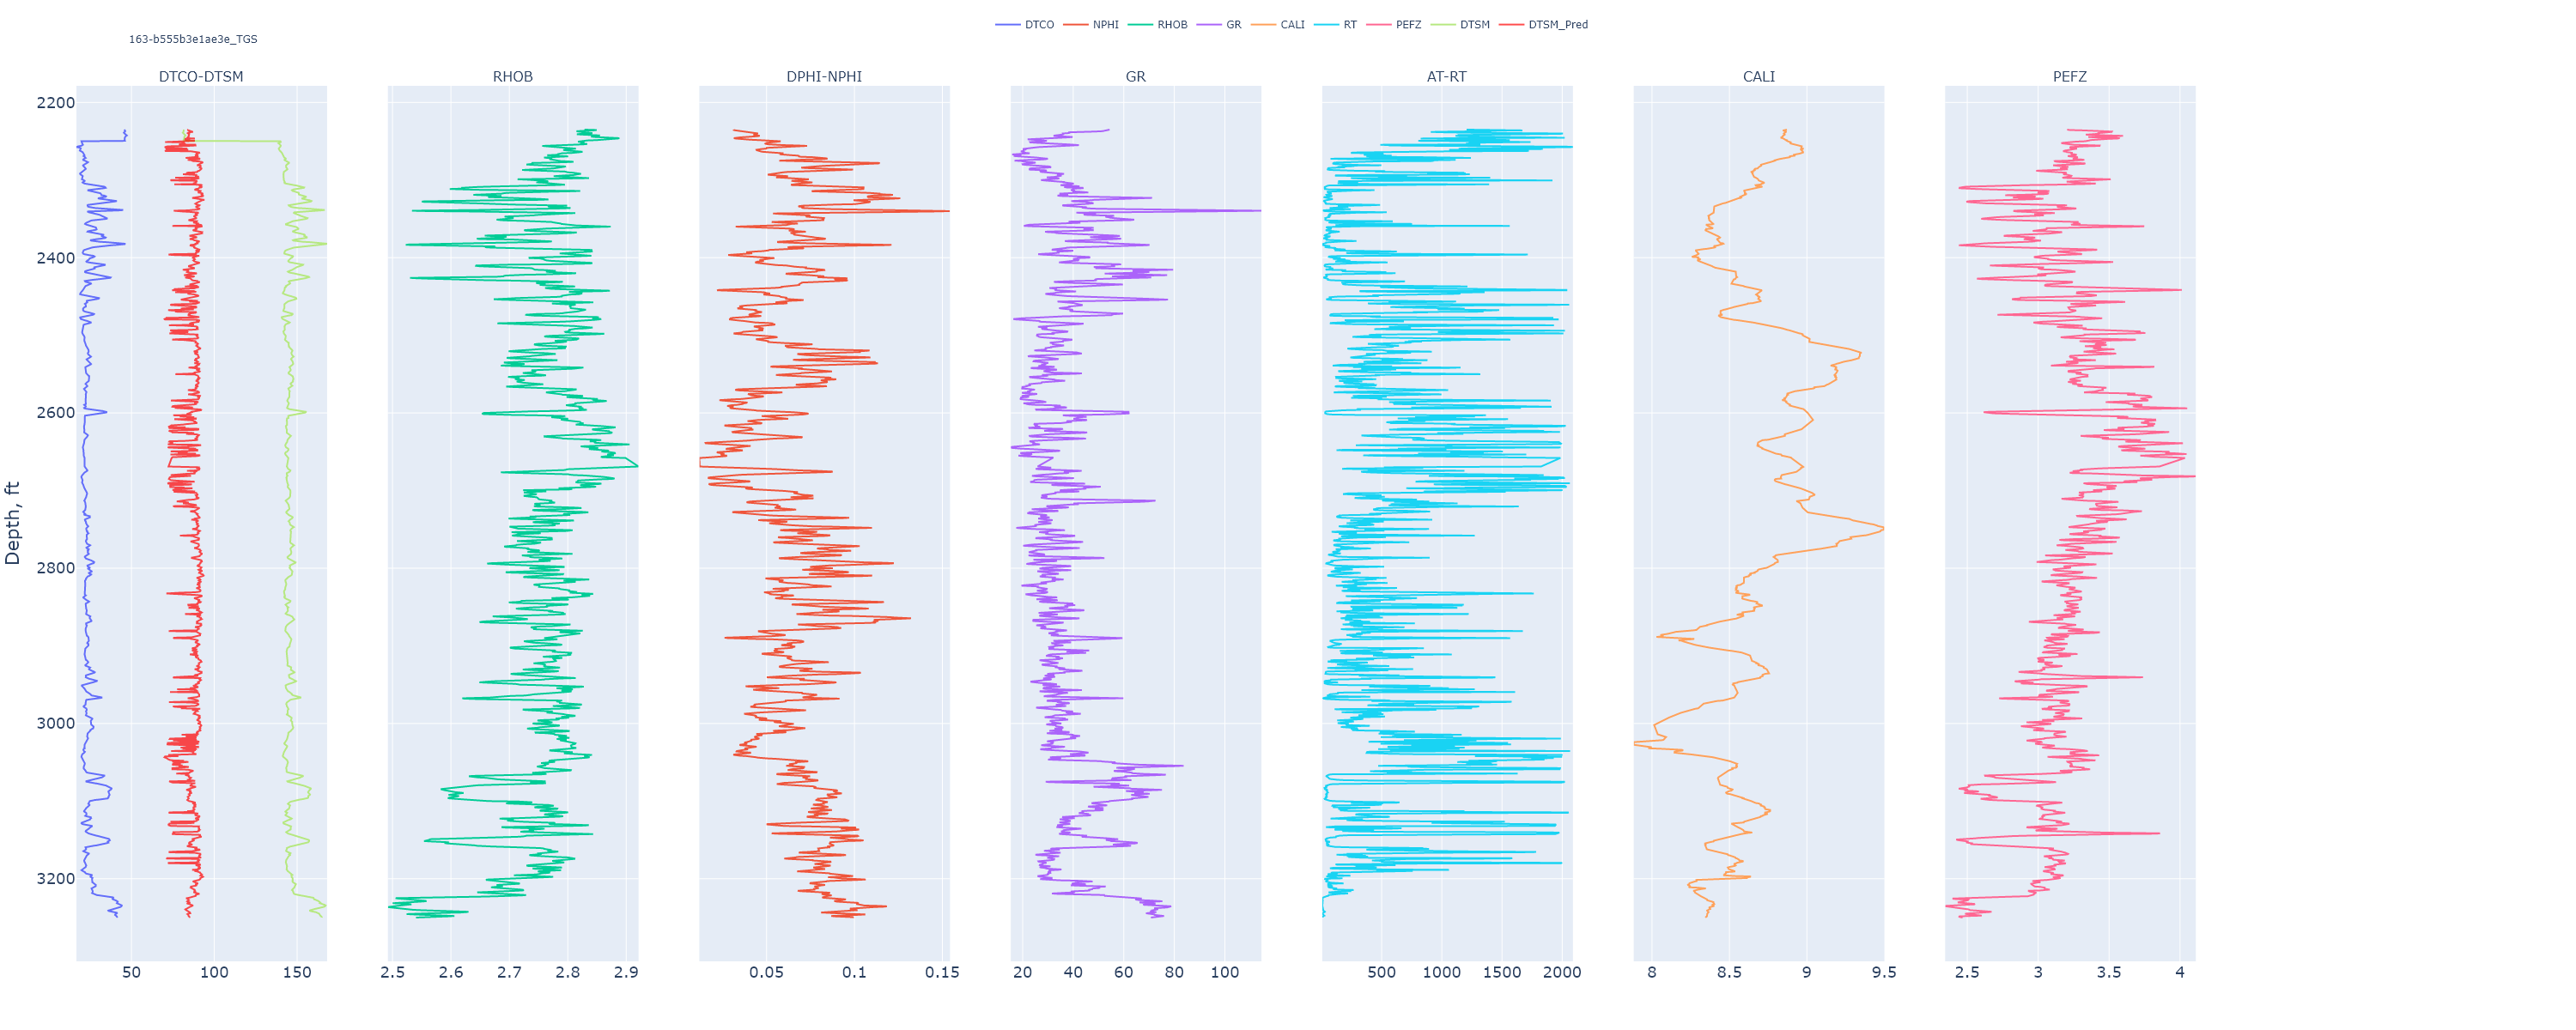 DTCO NPHI RHOB GR CALI RT PEFZ DTSM DTSM_Pred
163-b555b3e1ae3e_TGS
DTCO-DTSM RHOB DPHI-NPHI GR AT-RT CALI PEFZ
2200
2400
2600
2800
3000
3200
Depth, ft
50 100 150 2.5 2.6 2.7 2.8 2.9 0.05 0.1 0.15 20 40 60 80 100 500 1000 1500 2000 8 8.5 9 9.5 2.5 3 3.5 4